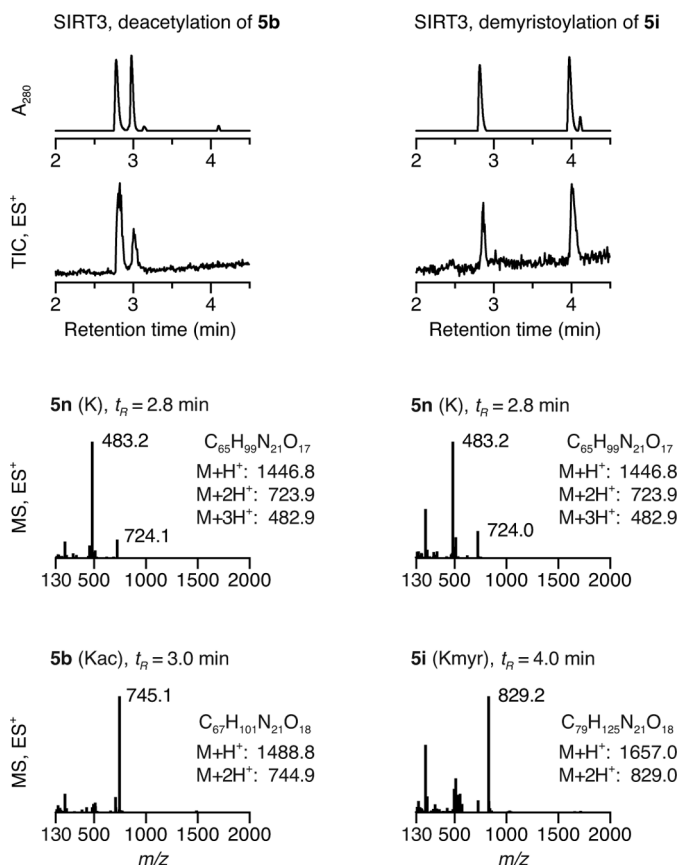 SIRT3, deacetylation of 5b
A280
2 3 4
TIC, ES+
2 3 4
Retention time (min)
SIRT3, demyristoylation of 5i
2 3 4
2 3 4
Retention time (min)
5n (K), tR = 2.8 min
MS, ES+
483.2
724.1
C65H99N21O17
M+H+: 1446.8
M+2H+: 723.9
M+3H+: 482.9
130 500 1000 1500 2000
5n (K), tR = 2.8 min
483.2
724.0
C65H99N21O17
M+H+: 1446.8
M+2H+: 723.9
M+3H+: 482.9
130 500 1000 1500 2000
5b (Kac), tR = 3.0 min
MS, ES+
745.1
C67H101N21O18
M+H+: 1488.8
M+2H+: 744.9
130 500 1000 1500 2000
m/z
5i (Kmyr), tR = 4.0 min
829.2
C79H125N21O18
M+H+: 1657.0
M+2H+: 829.0
130 500 1000 1500 2000
m/z